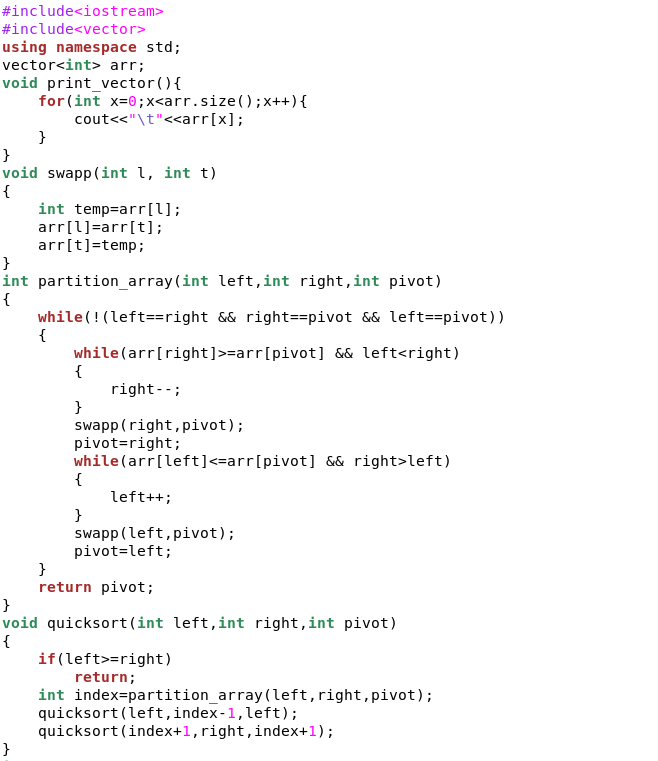 #include<iostream>
#include<vector>
using namespace std;
vector<int> arr;
void print_vector(){
    for(int x=0;x<arr.size();x++){
        cout<<"\t"<<arr[x];
    }
}
void swapp(int l, int t)
{
    int temp=arr[l];
    arr[l]=arr[t];
    arr[t]=temp;
}
int partition_array(int left,int right,int pivot)
{
    while(!(left==right && right==pivot && left==pivot))
    {
        while(arr[right]>=arr[pivot] && left<right)
        {
            right--;
        }
        swapp(right,pivot);
        pivot=right;
        while(arr[left]<=arr[pivot] && right>left)
        {
            left++;
        }
        swapp(left,pivot);
        pivot=left;
    }
    return pivot;
}
void quicksort(int left,int right,int pivot)
{
    if(left>=right)
        return;
    int index=partition_array(left,right,pivot);
    quicksort(left,index-1,left);
    quicksort(index+1,right,index+1);
}